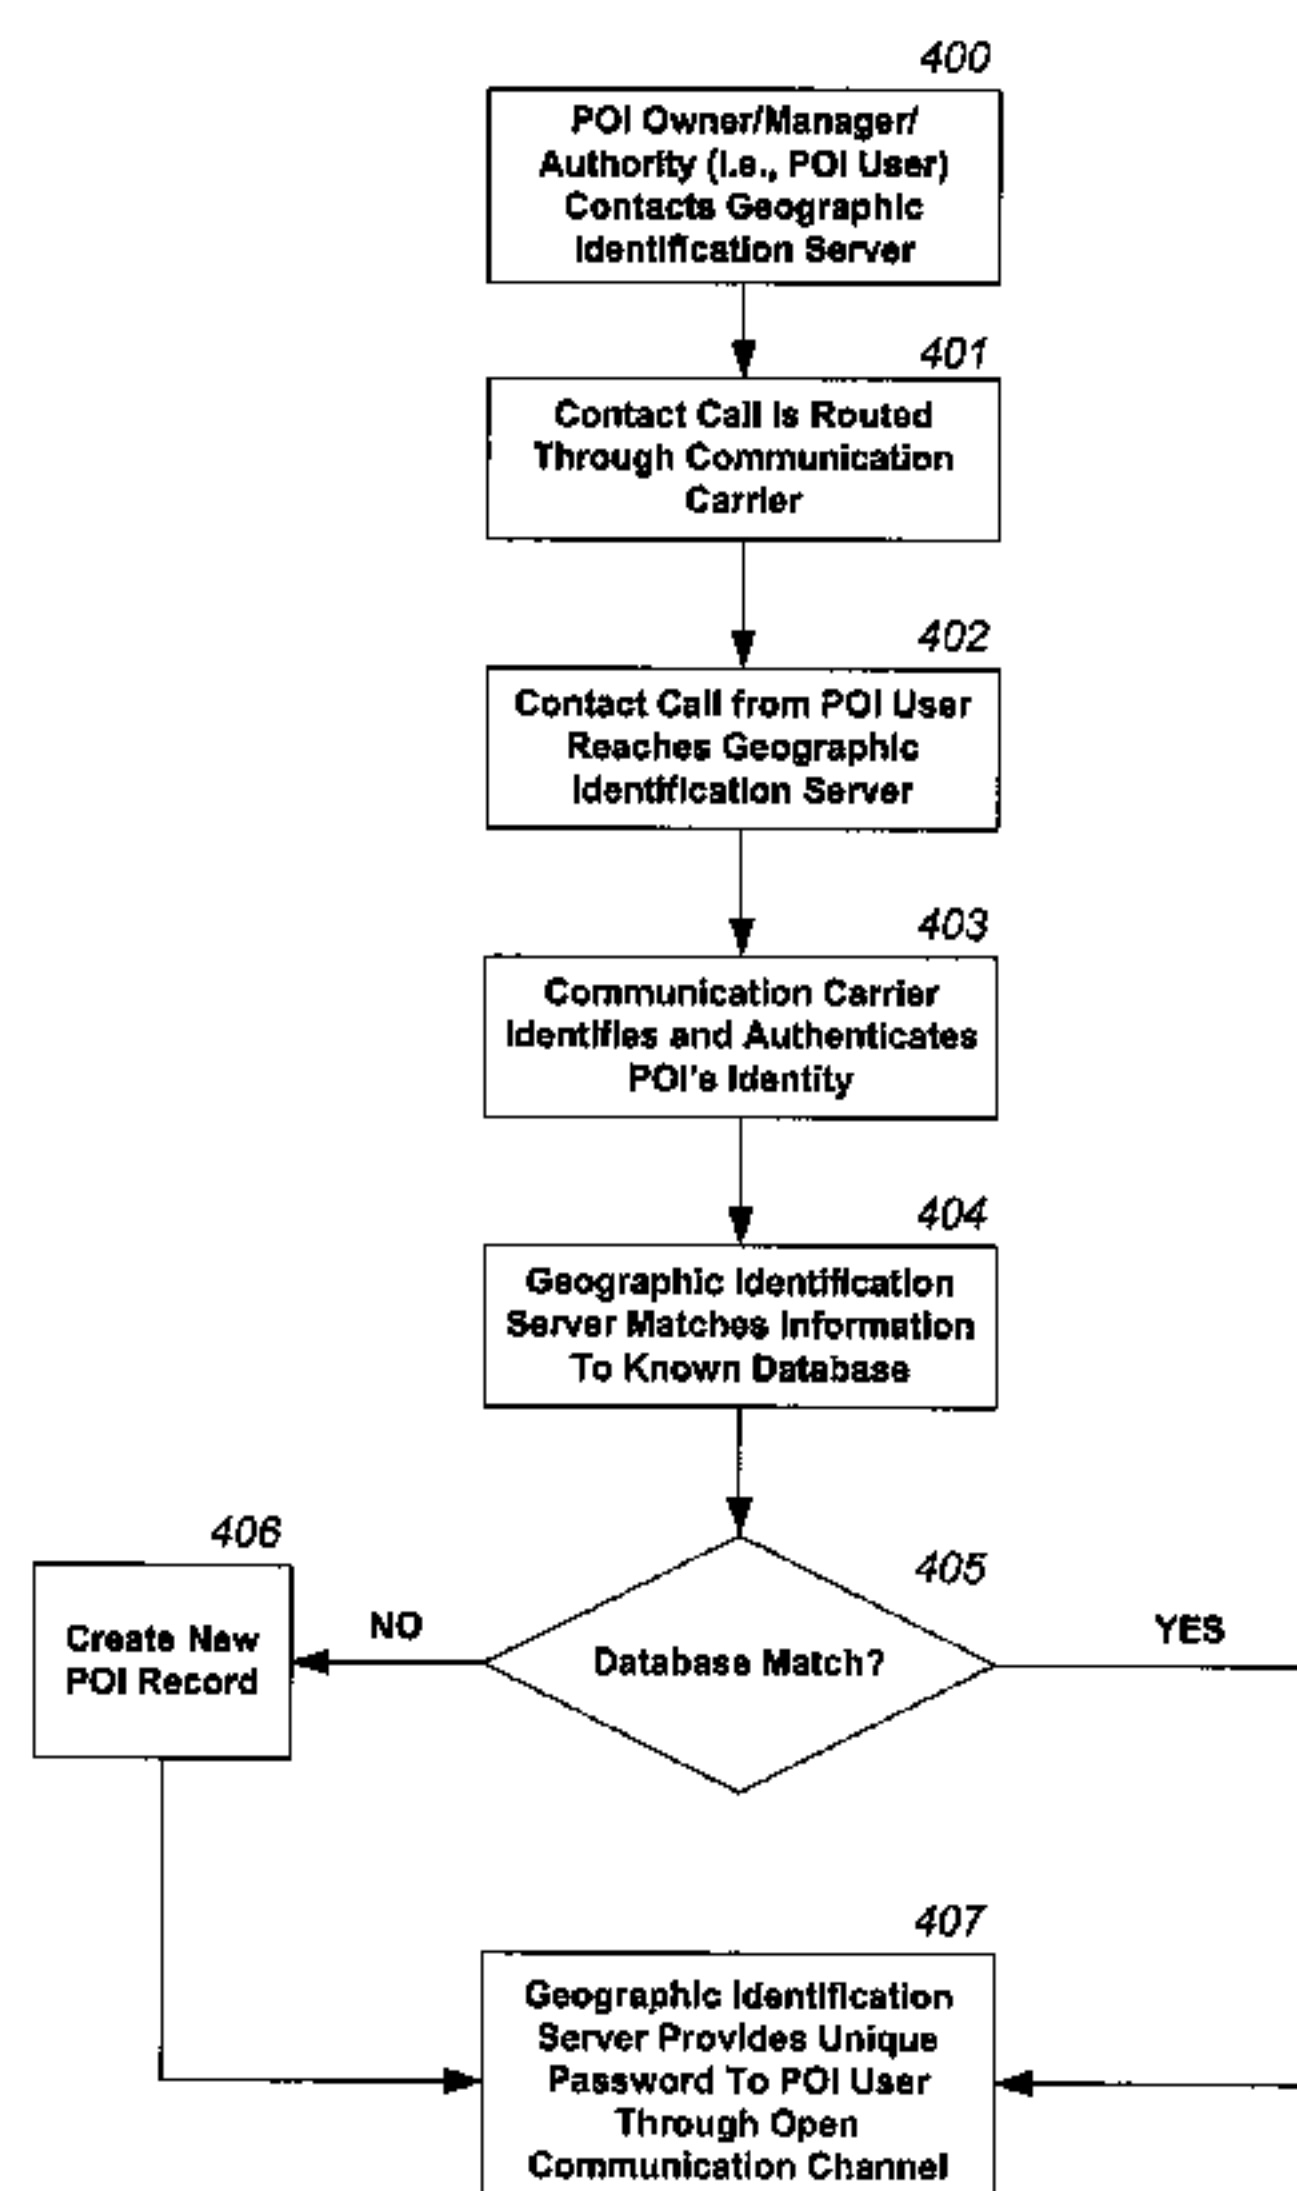 400
POI Owner/Manager/
Authority (i.e., POI User)
Contacts Geographic
Identification Server
401
Contact Call is Routed
Through Communication
Carrier
402
Contact Call from POI User
Reaches Geographic
Identification Server
403
Communication Carrier
Identifies and Authenticates
POI's Identity
404
Geographic Identification
Server Matches Information
To Known Database
405
Database Match?
NO
YES
406
Create New
POI Record
407
Geographic Identification
Server Provides Unique
Password To POI User
Through Open
Communication Channel